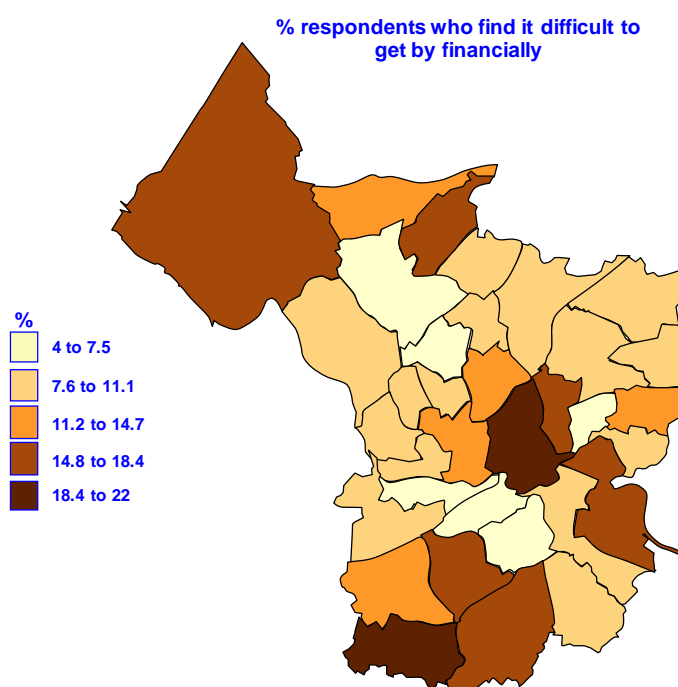 % respondents who find it difficult to
get by financially
%
4 to 7.5
7.6 to 11.1
11.2 to 14.7
14.8 to 18.4
18.4 to 22